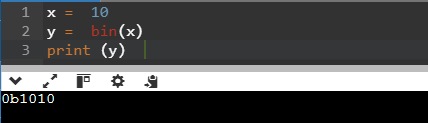 1 x =  10
2 y =  bin(x)
3 print (y)
0b1010